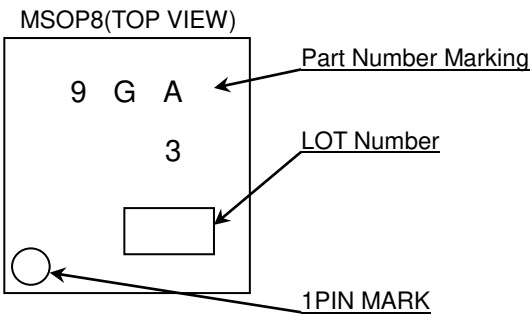 MSOP8(TOP VIEW)
Part Number Marking
9 G A
3
LOT Number
1PIN MARK